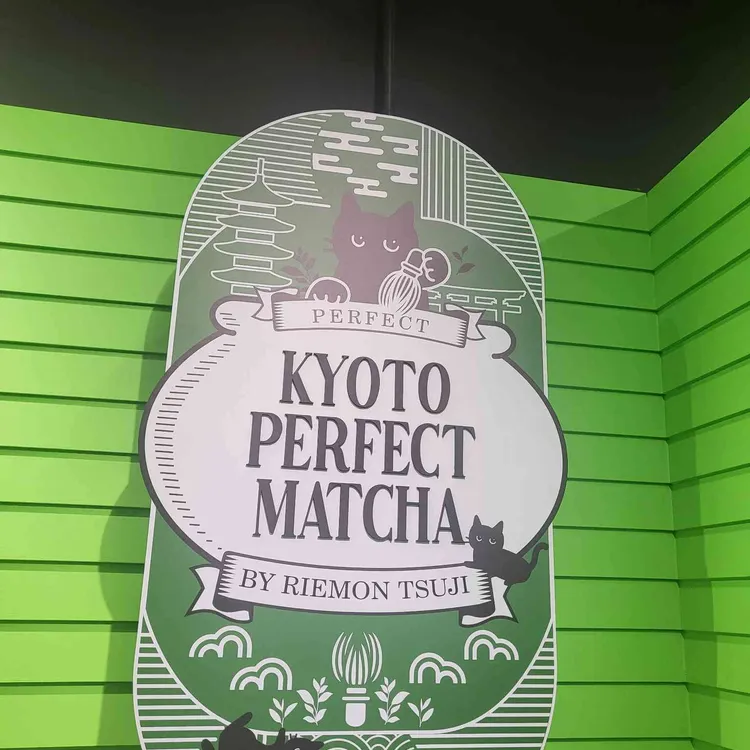 PERFECT
KYOTO
PERFECT
MATCHA
BY RIEMON TSUJI